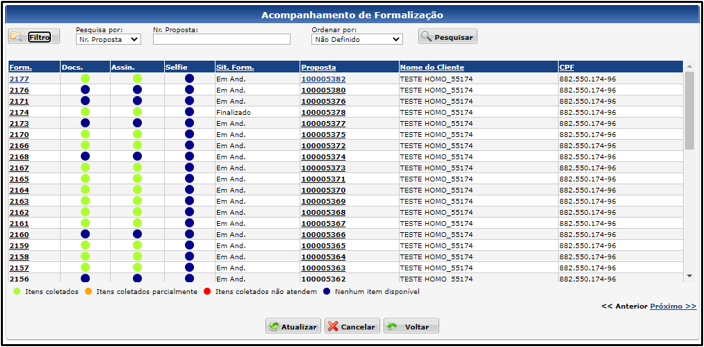 Acompanhamento de Formalização
Pesquisa por: Nr. Proposta: Ordenar por:
Filtro Nr. Proposta Não Definido Pesquisar
Form. Docs. Assin. Selfie Sit. Form. Proposta Nome do Cliente CPF
2177 Em And. 100005382 TESTE HOMO_55174 882.550.174-96
2176 Em And. 100005380 TESTE HOMO_55174 882.550.174-96
2171 Em And. 100005376 TESTE HOMO_55174 882.550.174-96
2174 Finalizado 100005378 TESTE HOMO_55174 882.550.174-96
2173 Em And. 100005377 TESTE HOMO_55174 882.550.174-96
2170 Em And. 100005375 TESTE HOMO_55174 882.550.174-96
2166 Em And. 100005372 TESTE HOMO_55174 882.550.174-96
2168 Em And. 100005374 TESTE HOMO_55174 882.550.174-96
2167 Em And. 100005373 TESTE HOMO_55174 882.550.174-96
2165 Em And. 100005371 TESTE HOMO_55174 882.550.174-96
2164 Em And. 100005370 TESTE HOMO_55174 882.550.174-96
2163 Em And. 100005369 TESTE HOMO_55174 882.550.174-96
2162 Em And. 100005368 TESTE HOMO_55174 882.550.174-96
2161 Em And. 100005367 TESTE HOMO_55174 882.550.174-96
2160 Em And. 100005366 TESTE HOMO_55174 882.550.174-96
2159 Em And. 100005365 TESTE HOMO_55174 882.550.174-96
2158 Em And. 100005364 TESTE HOMO_55174 882.550.174-96
2157 Em And. 100005363 TESTE HOMO_55174 882.550.174-96
2156 Em And. 100005362 TESTE HOMO_55174 882.550.174-96
Itens coletados Itens coletados parcialmente Itens coletados não atendem Nenhum item disponível
<< Anterior Próximo >>
Atualizar Cancelar Voltar